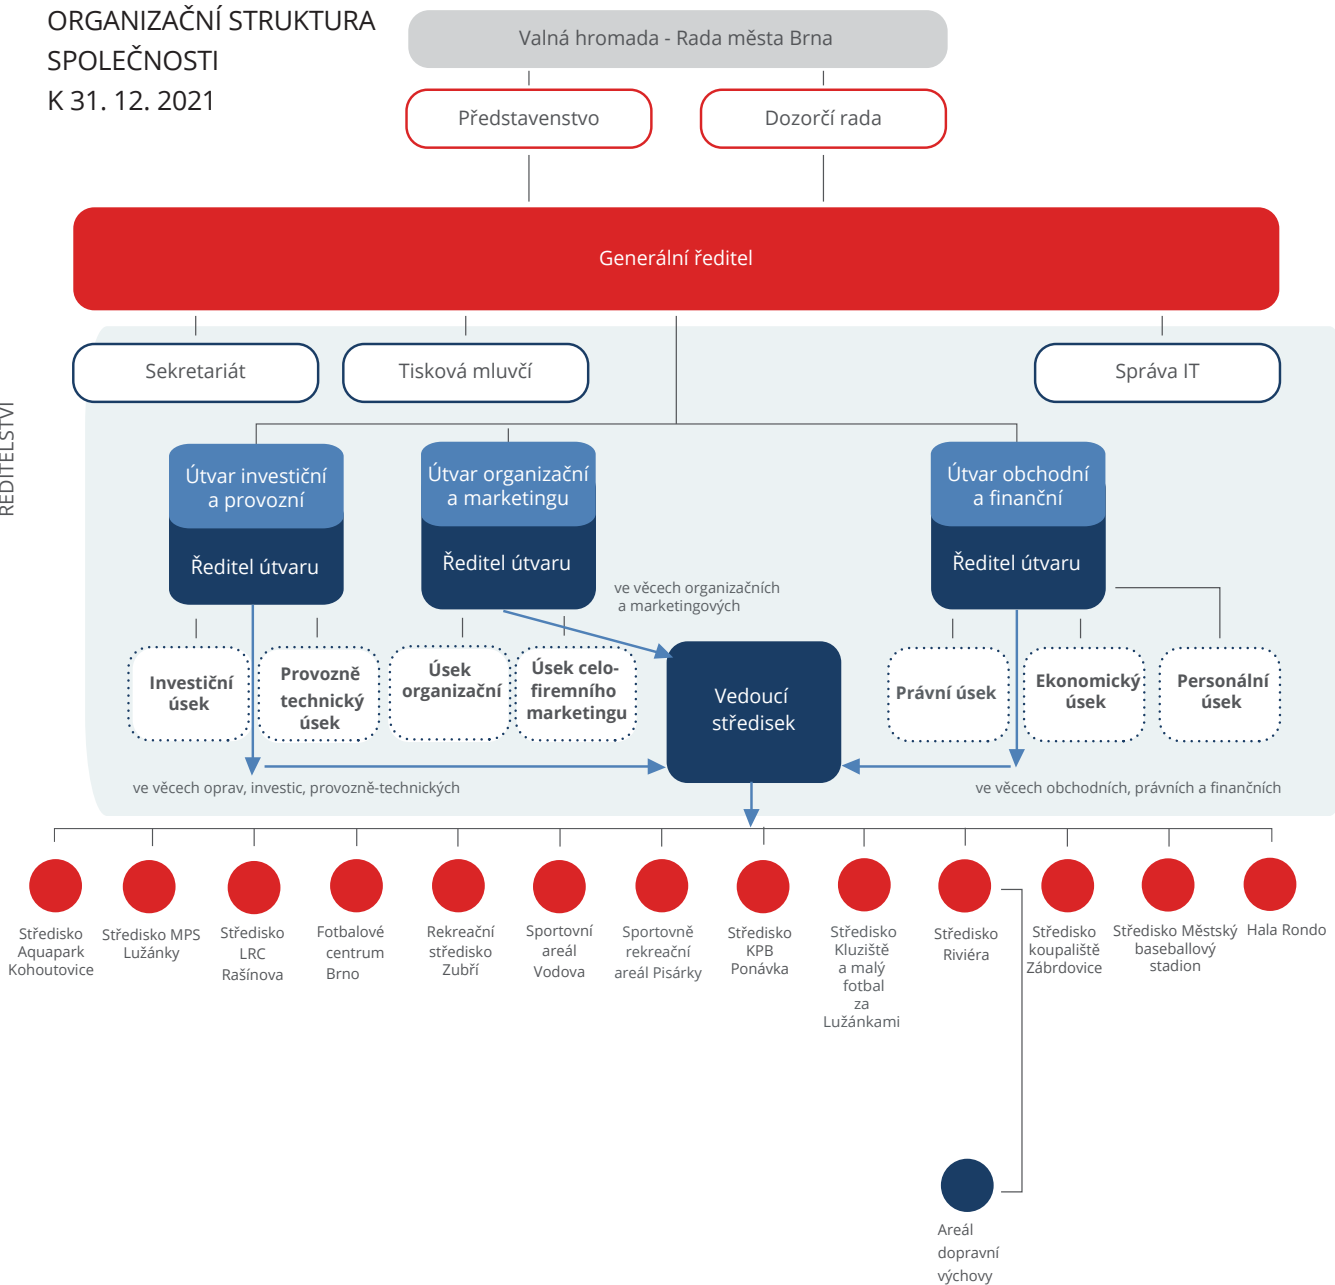 ORGANIZAČNÍ STRUKTURA
SPOLEČNOSTI
K 31. 12. 2021
Valná hromada - Rada města Brna
Představenstvo
Dozorčí rada
Generální ředitel
ŘEDITELSTVÍ
Sekretariát
Tisková mluvčí
Správa IT
Útvar investiční
a provozní
Ředitel útvaru
Útvar organizační
a marketingu
Ředitel útvaru
Útvar obchodní
a finanční
Ředitel útvaru
ve věcech organizačních
a marketingových
Investiční
úsek
Provozně
technický
úsek
Úsek
organizační
Úsek celo-
firemního
marketingu
Vedoucí
středisek
Právní úsek
Ekonomický
úsek
Personální
úsek
ve věcech oprav, investic, provozně-technických
ve věcech obchodních, právních a finančních
Středisko
Aquapark
Kohoutovice
Středisko MPS
Lužánky
Středisko
LRC
Rašínova
Fotbalové
centrum
Brno
Rekreační
středisko
Zubří
Sportovní
areál
Vodova
Sportovně
rekreační
areál Pisárky
Středisko
KPB
Ponávka
Středisko
Kluziště
a malý
fotbal
za
Lužánkami
Středisko
Riviéra
Středisko
koupaliště
Zábrdovice
Středisko Městský
baseballový
stadion
Hala Rondo
Areál
dopravní
výchovy